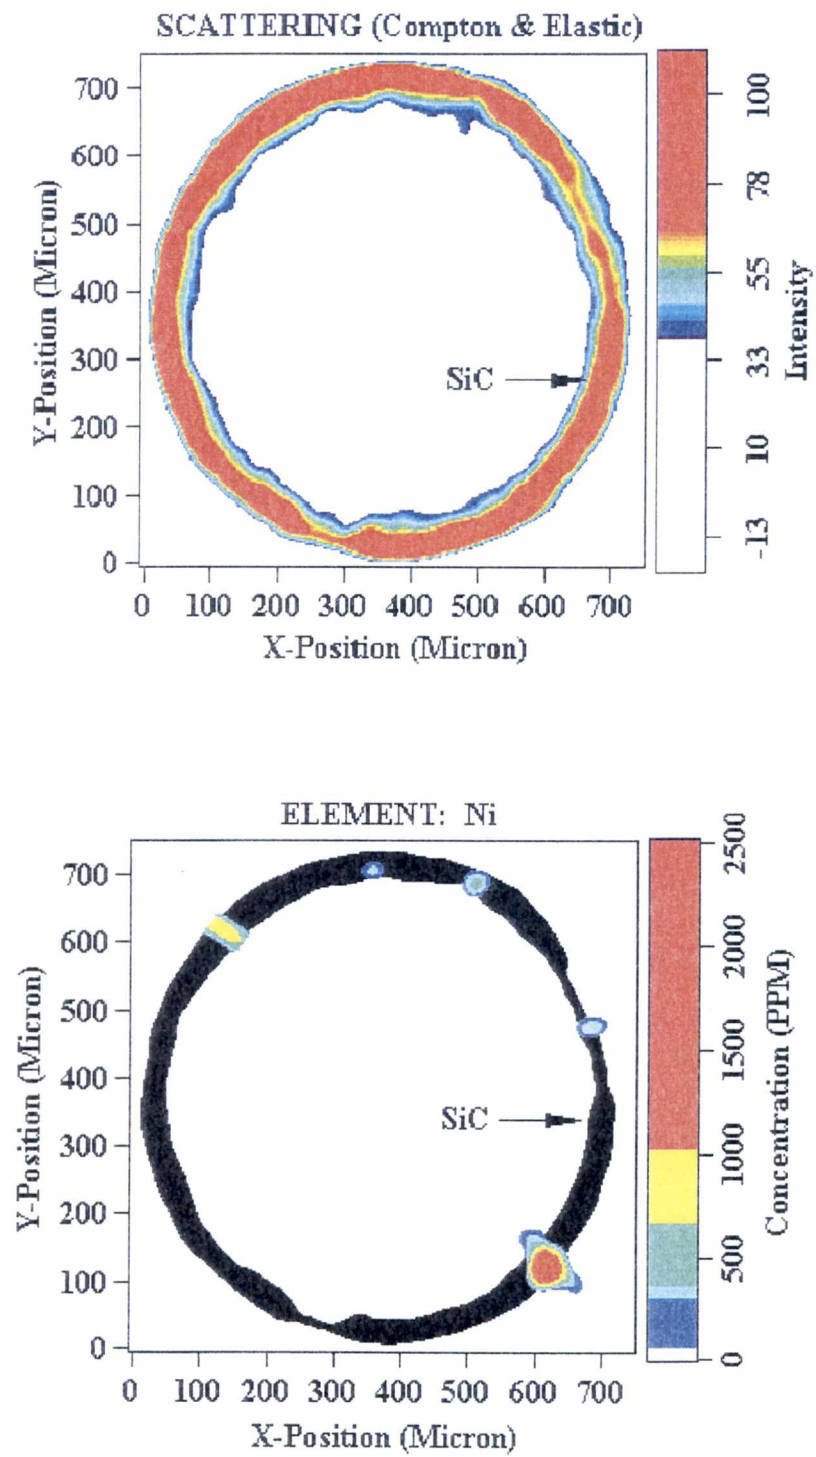 SCATTERING (Compton & Elastic)
700
600
500
400
300
200
100
0
Y-Position (Micron)
SiC
0 100 200 300 400 500 600 700
X-Position (Micron)
100
78
55
33
10
-13
Intensity
ELEMENT: Ni
700
600
500
400
300
200
100
0
Y-Position (Micron)
SiC
0 100 200 300 400 500 600 700
X-Position (Micron)
2500
2000
1500
1000
500
0
Concentration (PPM)